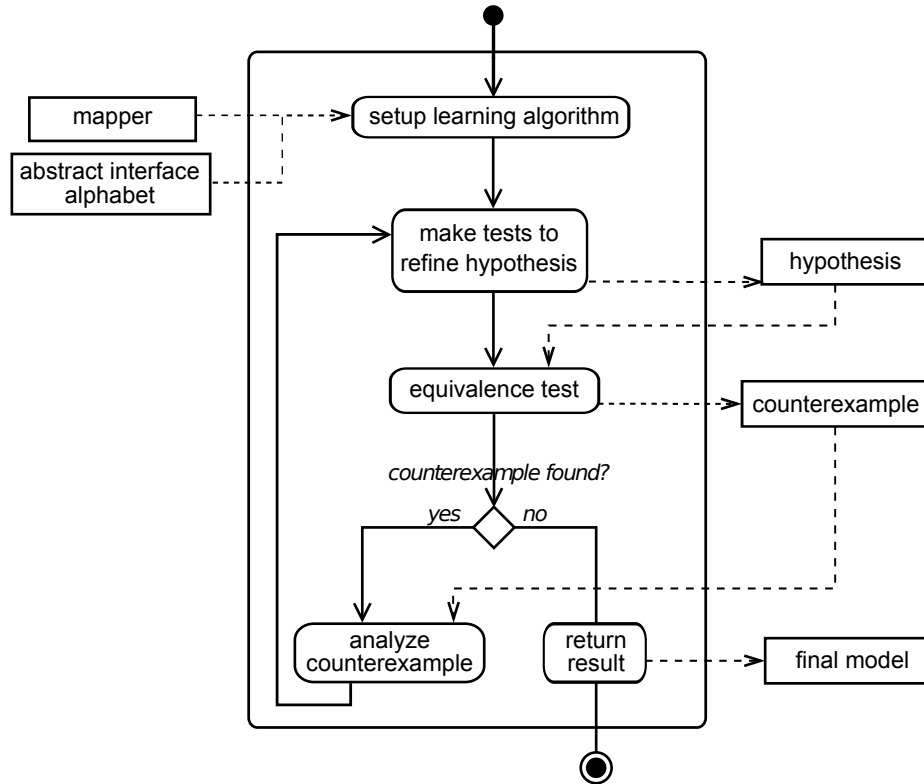 setup learning algorithm
mapper
abstract interface
alphabet
make tests to
refine hypothesis
hypothesis
equivalence test
counterexample
counterexample found?
yes
no
analyze
counterexample
return
result
final model